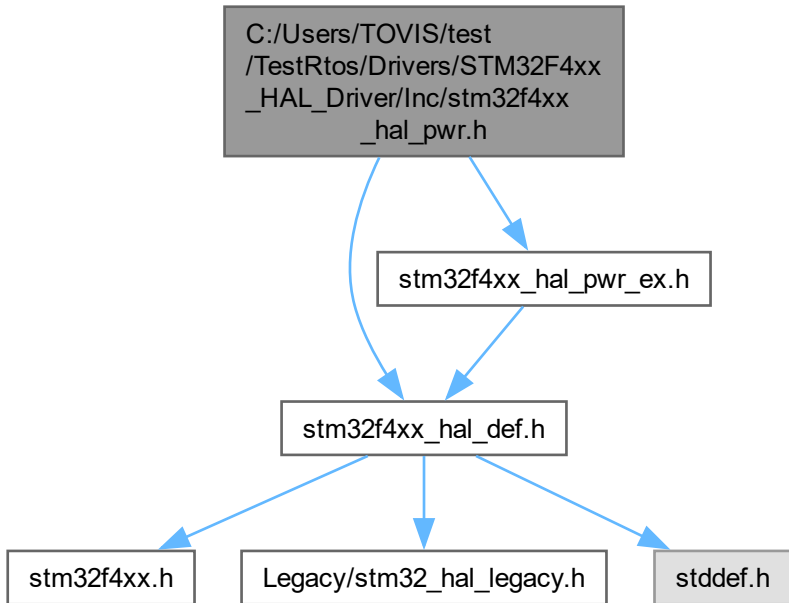 C:/Users/TOVIS/test
/TestRtos/Drivers/STM32F4xx
_HAL_Driver/Inc/stm32f4xx
_hal_pwr.h
stm32f4xx_hal_pwr_ex.h
stm32f4xx_hal_def.h
stm32f4xx.h
Legacy/stm32_hal_legacy.h
stddef.h